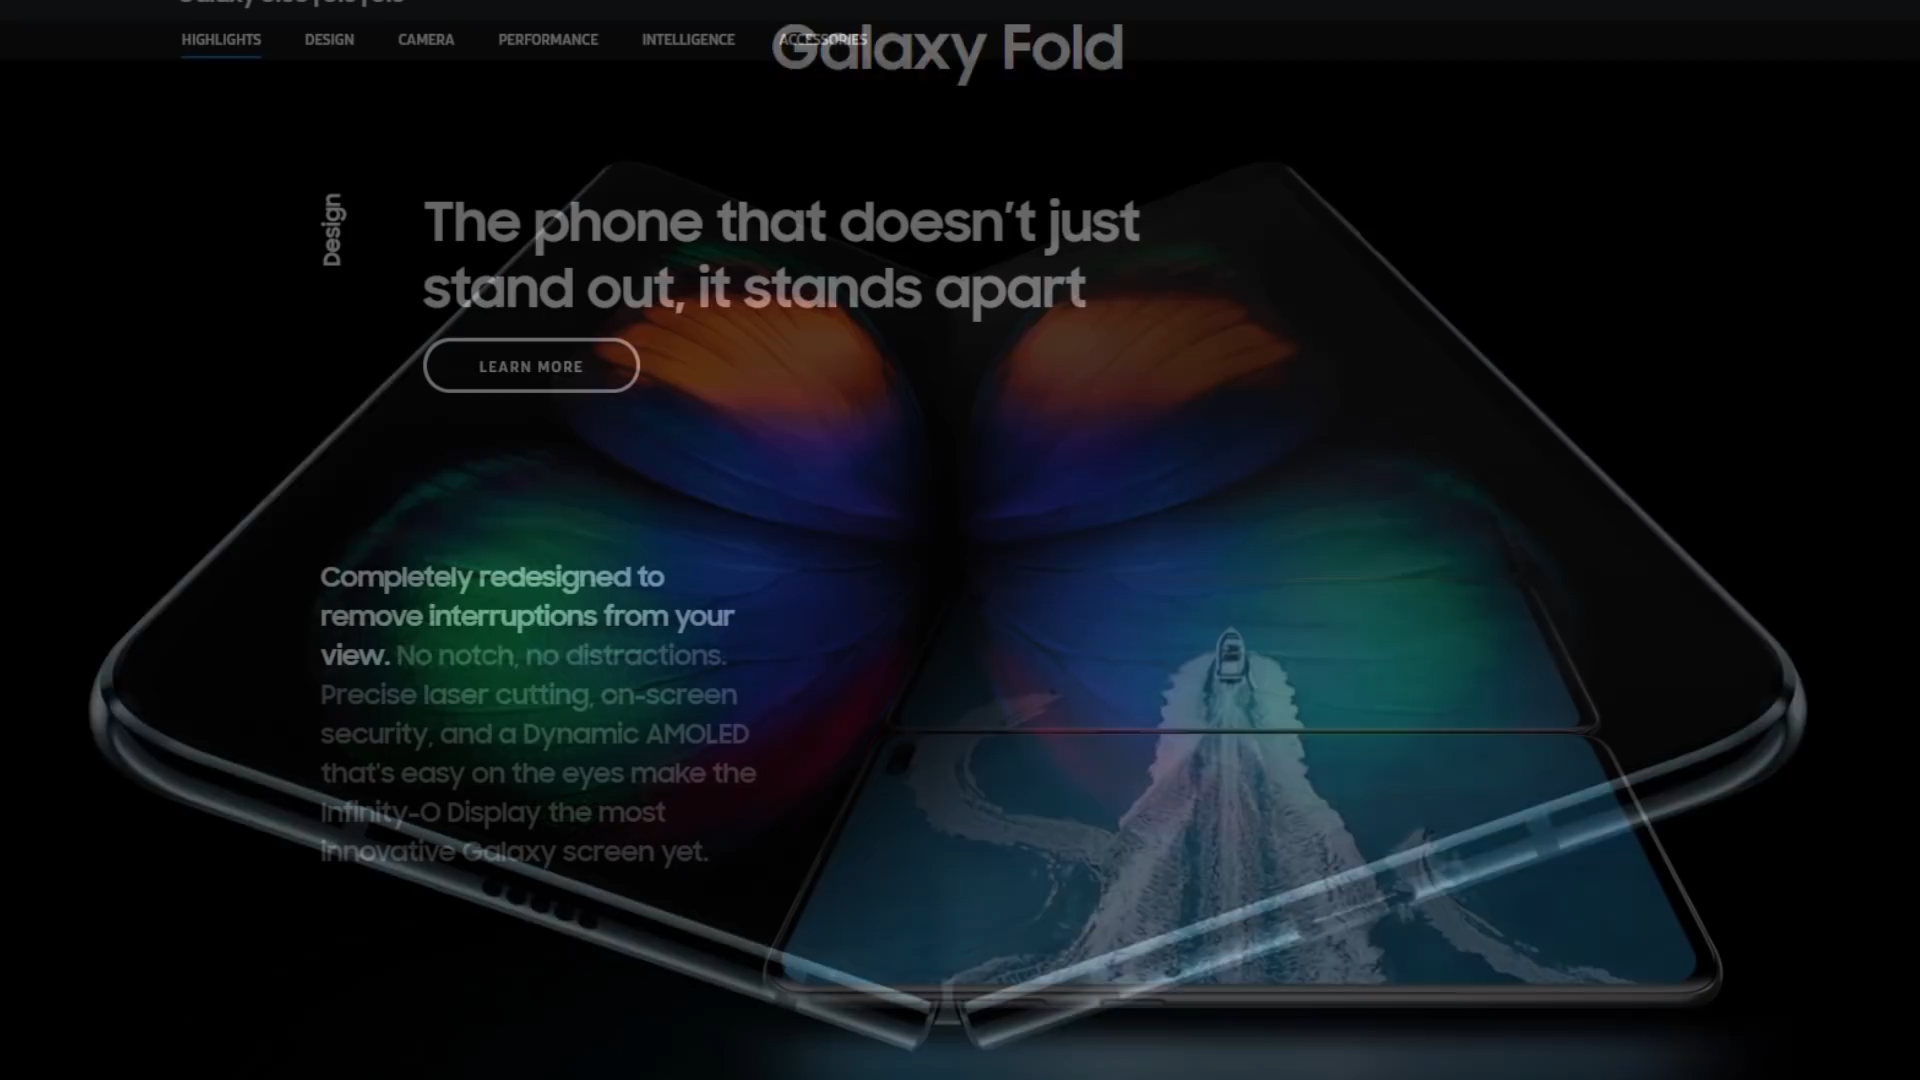 HIGHLIGHTS DESIGN CAMERA PERFORMANCE INTELLIGENCE ACCESSORIES
Galaxy Fold
Design
The phone that doesn't just
stand out, it stands apart
LEARN MORE
Completely redesigned to
remove interruptions from your
view. No notch, no distractions.
Precise laser cutting, on-screen
security, and a Dynamic AMOLED
that's easy on the eyes make the
Infinity-O Display the most
innovative Galaxy screen yet.